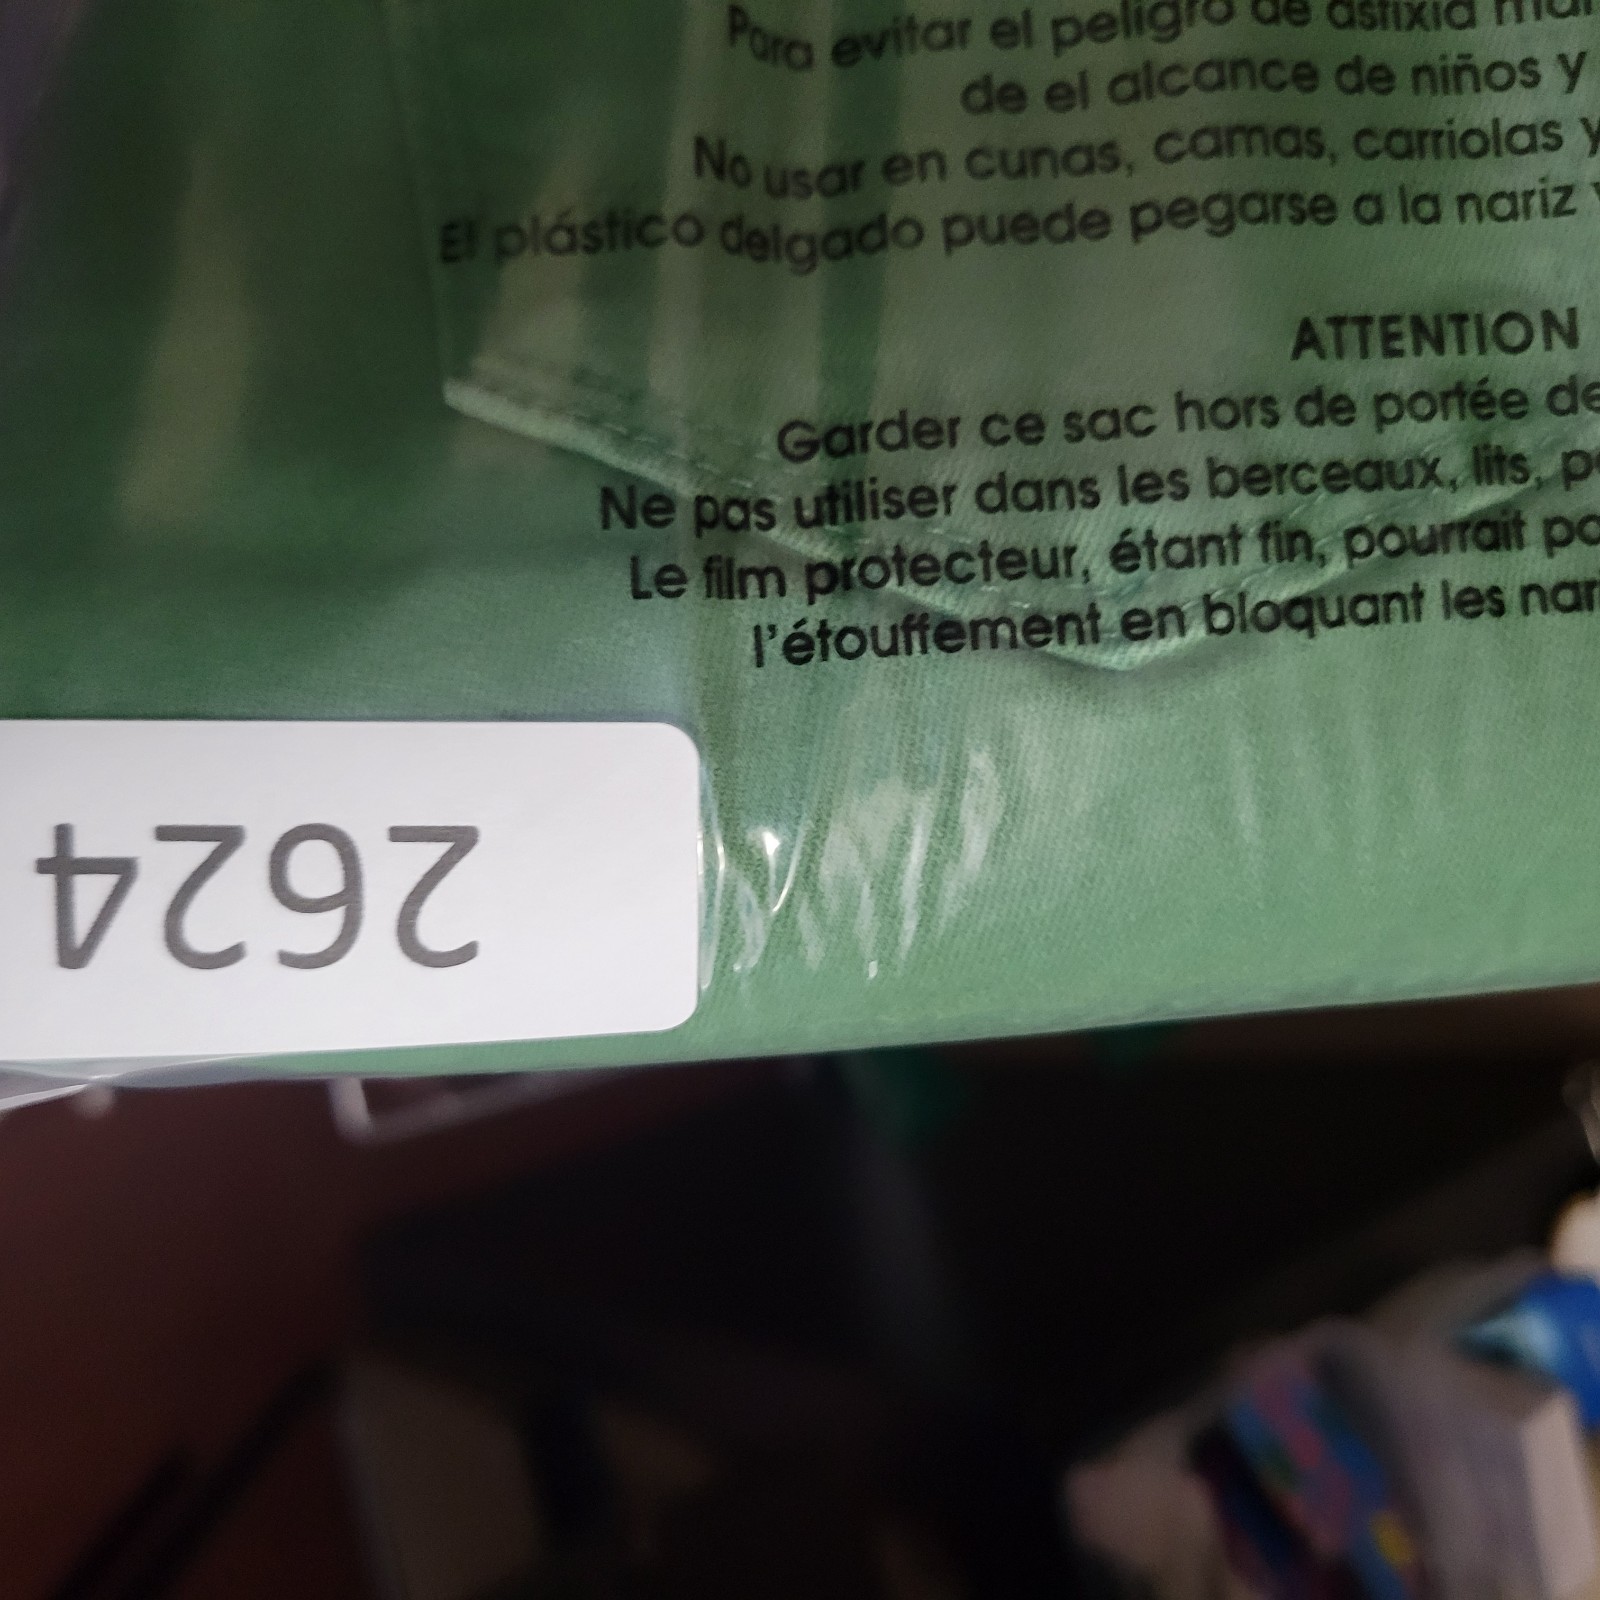 Para evitar el peligro de asfixia
de el alcance de niños y
No usar en cunas, camas, carriolas y
El plástico delgado puede pegarse a la nariz
ATTENTION
Garder ce sac hors de portée de
Ne pas utiliser dans les berceaux, lits,
Le film protecteur, étant fin, pourrait
l'étouffement en bloquant les
2624